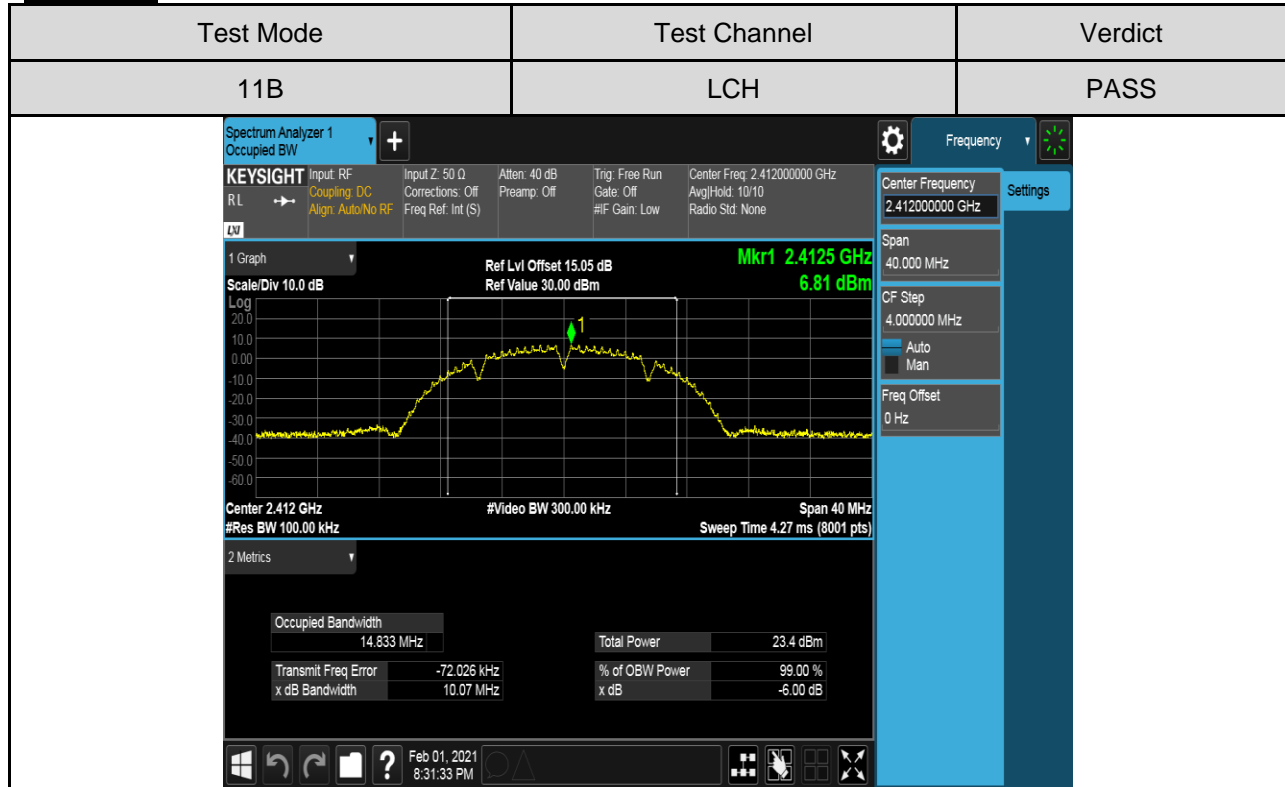 Test Mode Test Channel Verdict
11B LCH PASS
Spectrum Analyzer 1
Occupied BW
+
Frequency
KEYSIGHT Input: RF Input Z: 50 Ω Atten: 40 dB Trig: Free Run Center Freq: 2.412000000 GHz
RL Coupling: DC Corrections: Off Preamp: Off Gate: Off Avg|Hold: 10/10
Align: Auto/No RF Freq Ref: Int (S) #IF Gain: Low Radio Std: None
LXI
Center Frequency
2.412000000 GHz
Settings
Span
40.000 MHz
CF Step
4.000000 MHz
Auto
Man
Freq Offset
0 Hz
1 Graph
Ref Lvl Offset 15.05 dB
Mkr1 2.4125 GHz
Scale/Div 10.0 dB
Ref Value 30.00 dBm
6.81 dBm
Log
20.0
10.0
0.00
-10.0
-20.0
-30.0
-40.0
-50.0
-60.0
1
Center 2.412 GHz #Video BW 300.00 kHz Span 40 MHz
#Res BW 100.00 kHz Sweep Time 4.27 ms (8001 pts)
2 Metrics
Occupied Bandwidth
14.833 MHz
Total Power 23.4 dBm
Transmit Freq Error -72.026 kHz % of OBW Power 99.00 %
x dB Bandwidth 10.07 MHz x dB -6.00 dB
?
Feb 01, 2021
8:31:33 PM